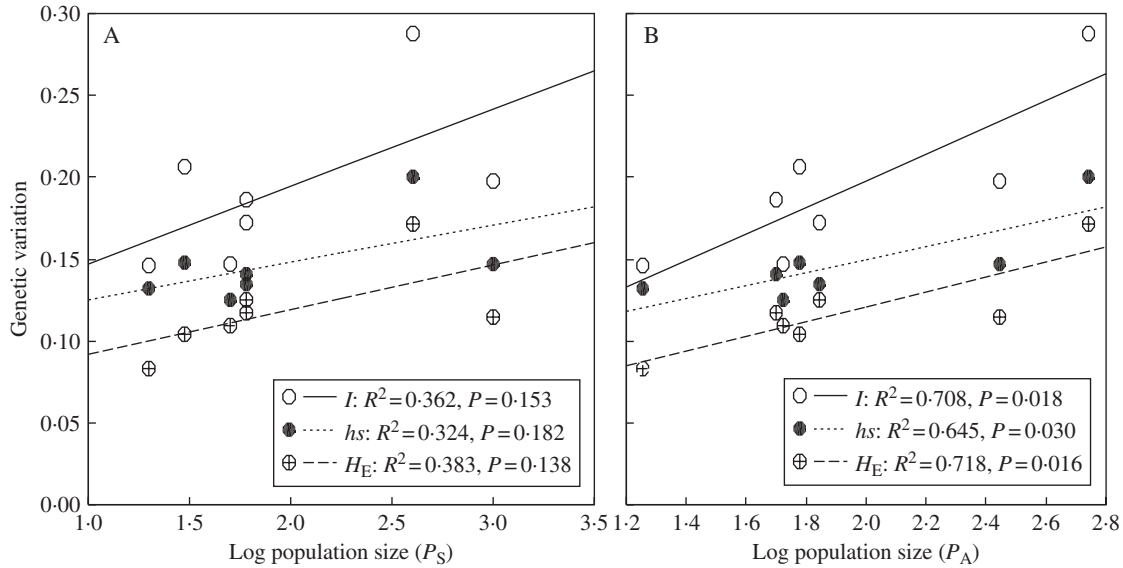 0·30
0·25
0·20
0·15
0·10
0·05
0.00
Genetic variation
A
I: R²=0·362, P=0·153
hs: R²=0·324, P=0·182
H_E: R²=0·383, P=0·138
1·0 1·5 2·0 2·5 3·0 3·5
Log population size (P_S)
B
I: R²=0·708, P=0·018
hs: R²=0·645, P=0·030
H_E: R²=0·718, P=0·016
1·2 1·4 1·6 1·8 2·0 2·2 2·4 2·6 2·8
Log population size (P_A)